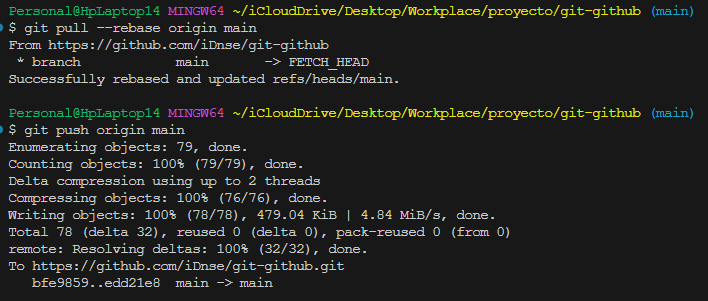 Personal@HpLaptop14 MINGW64 ~/iCloudDrive/Desktop/Workplace/proyecto/git-github (main)
$ git pull --rebase origin main
From https://github.com/iDnse/git-github
 * branch            main       -> FETCH_HEAD
Successfully rebased and updated refs/heads/main.

Personal@HpLaptop14 MINGW64 ~/iCloudDrive/Desktop/Workplace/proyecto/git-github (main)
$ git push origin main
Enumerating objects: 79, done.
Counting objects: 100% (79/79), done.
Delta compression using up to 2 threads
Compressing objects: 100% (76/76), done.
Writing objects: 100% (78/78), 479.04 KiB | 4.84 MiB/s, done.
Total 78 (delta 32), reused 0 (delta 0), pack-reused 0 (from 0)
remote: Resolving deltas: 100% (32/32), done.
To https://github.com/iDnse/git-github.git
   bfe9859..edd21e8  main -> main